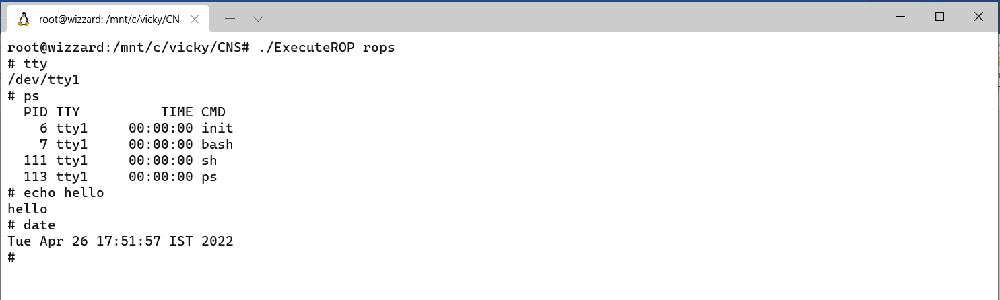 root@wizzard: /mnt/c/vicky/CN
root@wizzard:/mnt/c/vicky/CNS# ./ExecuteROP rops
# tty
/dev/tty1
# ps
  PID TTY          TIME CMD
    6 tty1     00:00:00 init
    7 tty1     00:00:00 bash
  111 tty1     00:00:00 sh
  113 tty1     00:00:00 ps
# echo hello
hello
# date
Tue Apr 26 17:51:57 IST 2022
#